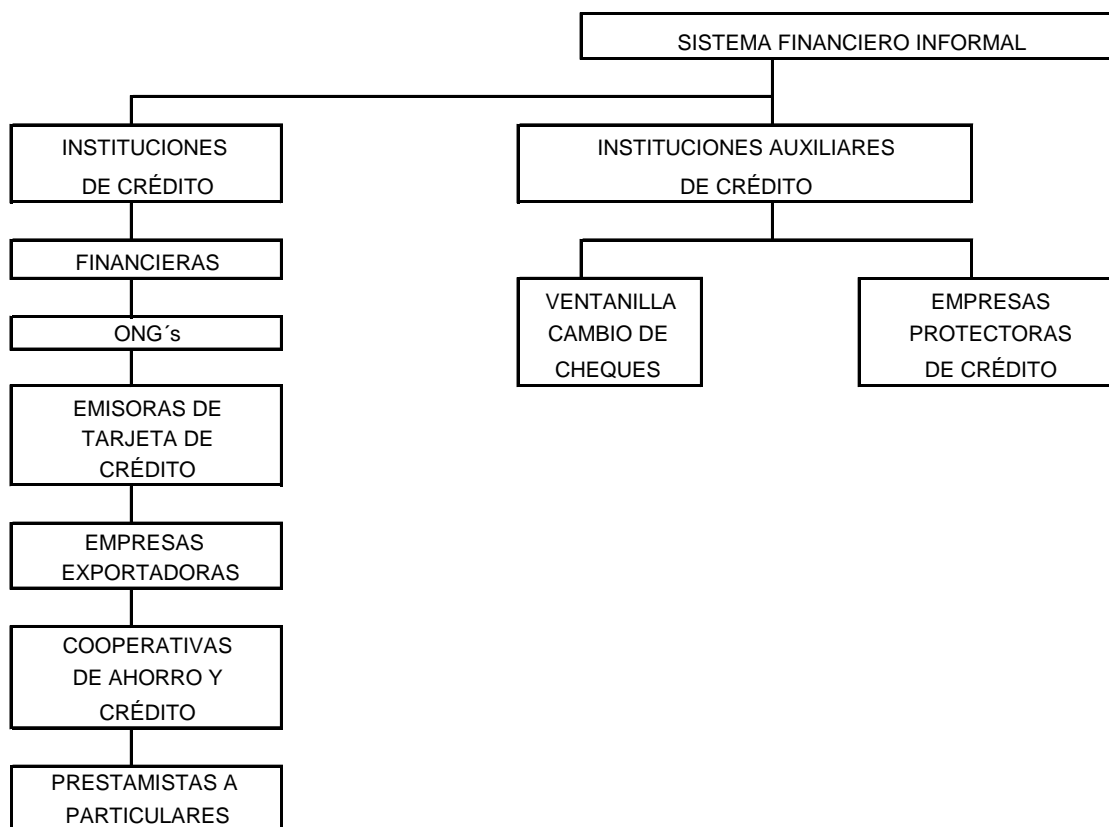 SISTEMA FINANCIERO INFORMAL
INSTITUCIONES
DE CRÉDITO
INSTITUCIONES AUXILIARES
DE CRÉDITO
FINANCIERAS
ONG´s
EMISORAS DE
TARJETA DE
CRÉDITO
EMPRESAS
EXPORTADORAS
COOPERATIVAS
DE AHORRO Y
CRÉDITO
PRESTAMISTAS A
PARTICULARES
VENTANILLA
CAMBIO DE
CHEQUES
EMPRESAS
PROTECTORAS
DE CRÉDITO